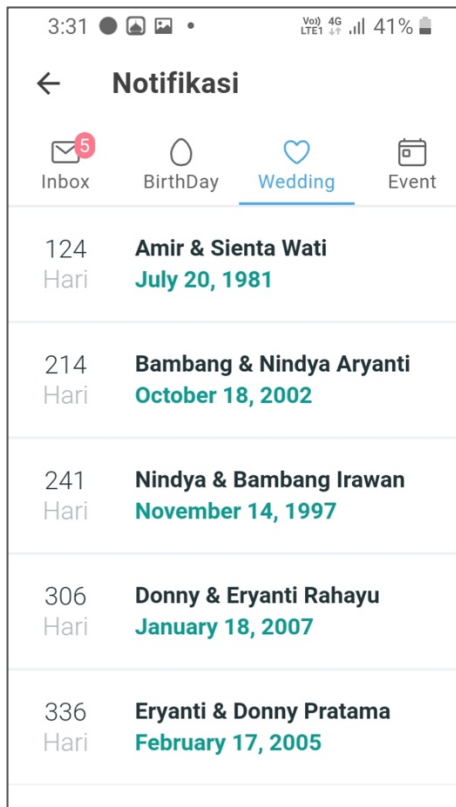 3:31
Vo)) 4G
LTE1
41%
Notifikasi
5
Inbox
BirthDay
Wedding
Event
124
Hari
Amir & Sienta Wati
July 20, 1981
214
Hari
Bambang & Nindya Aryanti
October 18, 2002
241
Hari
Nindya & Bambang Irawan
November 14, 1997
306
Hari
Donny & Eryanti Rahayu
January 18, 2007
336
Hari
Eryanti & Donny Pratama
February 17, 2005